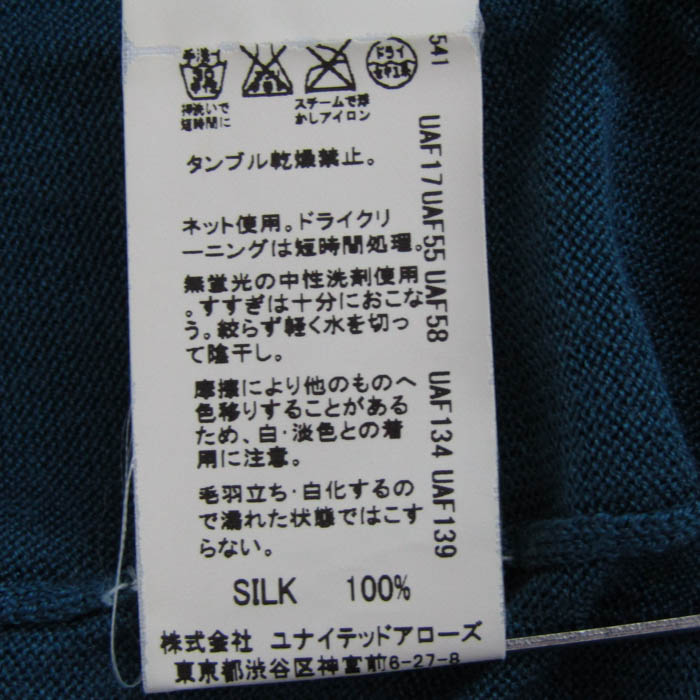 手洗イ
30
中性
ドライ
セキユ系
押洗いで
短時間に
スチームで浮
かしアイロン
タンブル乾燥禁止。
ネット使用。ドライクリ
ーニングは短時間処理。
無蛍光の中性洗剤使用
。すすぎは十分におこな
う。絞らず軽く水を切っ
て陰干し。
摩擦により他のものへ
色移りすることがある
ため、白・淡色との着
用に注意。
毛羽立ち・白化するの
で濡れた状態ではこす
らない。
SILK 100%
株式会社 ユナイテッドアローズ
東京都渋谷区神宮前6-27-8
541 UAF17UAF55 UAF58 UAF134 UAF139